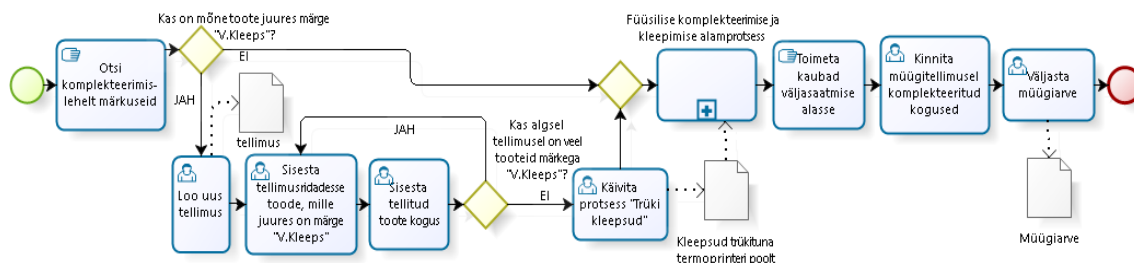 Kas on mõne toote juures märge
"V.Kleeps"?
Füüsilise komplekteerimise ja
kleepimise alamprotsess
Otsi
komplekteerimis-
lehelt märkuseid
EI
JAH
tellimus
Toimeta
kaubad
väljasaatmise
alasse
Kinnita
müügitellimusel
komplekteeritud
kogused
Väljasta
müügiarve
JAH
Kas algsel
tellimusel on veel
tooteid märkega
"V.Kleeps"?
Loo uus
tellimus
Sisesta
tellimusridadesse
toode, mille
juures on märge
"V.Kleeps"
Sisesta
tellitud
toote kogus
EI
Käivita
protsess "Trüki
kleepsud"
Kleepsud trükituna
termoprinteri poolt
Müügiarve